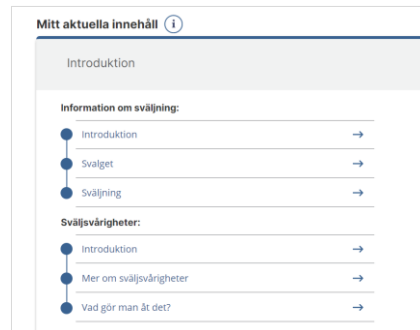 Mitt aktuella innehåll i
Introduktion
Information om sväljning:
Introduktion →
Svalget →
Sväljning →
Sväljsvårigheter:
Introduktion →
Mer om sväljsvårigheter →
Vad gör man åt det? →